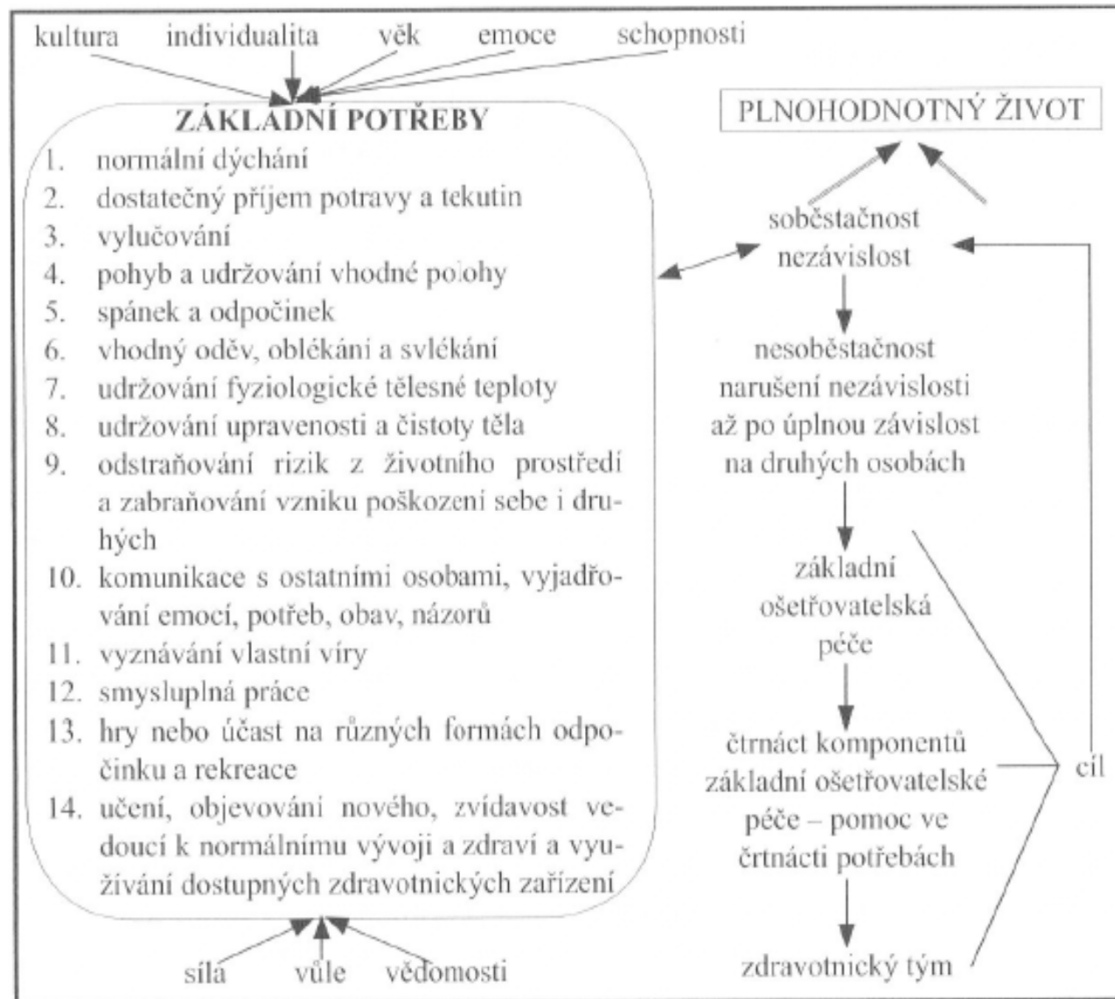 kultura individualita věk emoce schopnosti
ZÁKLADNÍ POTŘEBY
1. normální dýchání
2. dostatečný příjem potravy a tekutin
3. vylučování
4. pohyb a udržování vhodné polohy
5. spánek a odpočinek
6. vhodný oděv, oblékání a svlékání
7. udržování fyziologické tělesné teploty
8. udržování upravenosti a čistoty těla
9. odstraňování rizik z životního prostředí
a zabraňování vzniku poškození sebe i dru-
hých
10. komunikace s ostatními osobami, vyjadřo-
vání emocí, potřeb, obav, názorů
11. vyznávání vlastní víry
12. smysluplná práce
13. hry nebo účast na různých formách odpo-
činku a rekreace
14. učení, objevování nového, zvídavost ve-
doucí k normálnímu vývoji a zdraví a vyu-
žívání dostupných zdravotnických zařízení
síla vůle vědomosti
PLNOHODNOTNÝ ŽIVOT
soběstačnost
nezávislost
nesoběstačnost
narušení nezávislosti
až po úplnou závislost
na druhých osobách
základní
ošetřovatelská
péče
čtrnáct komponentů
základní ošetřovatelské
péče – pomoc ve
črtnácti potřebách
cíl
zdravotnický tým